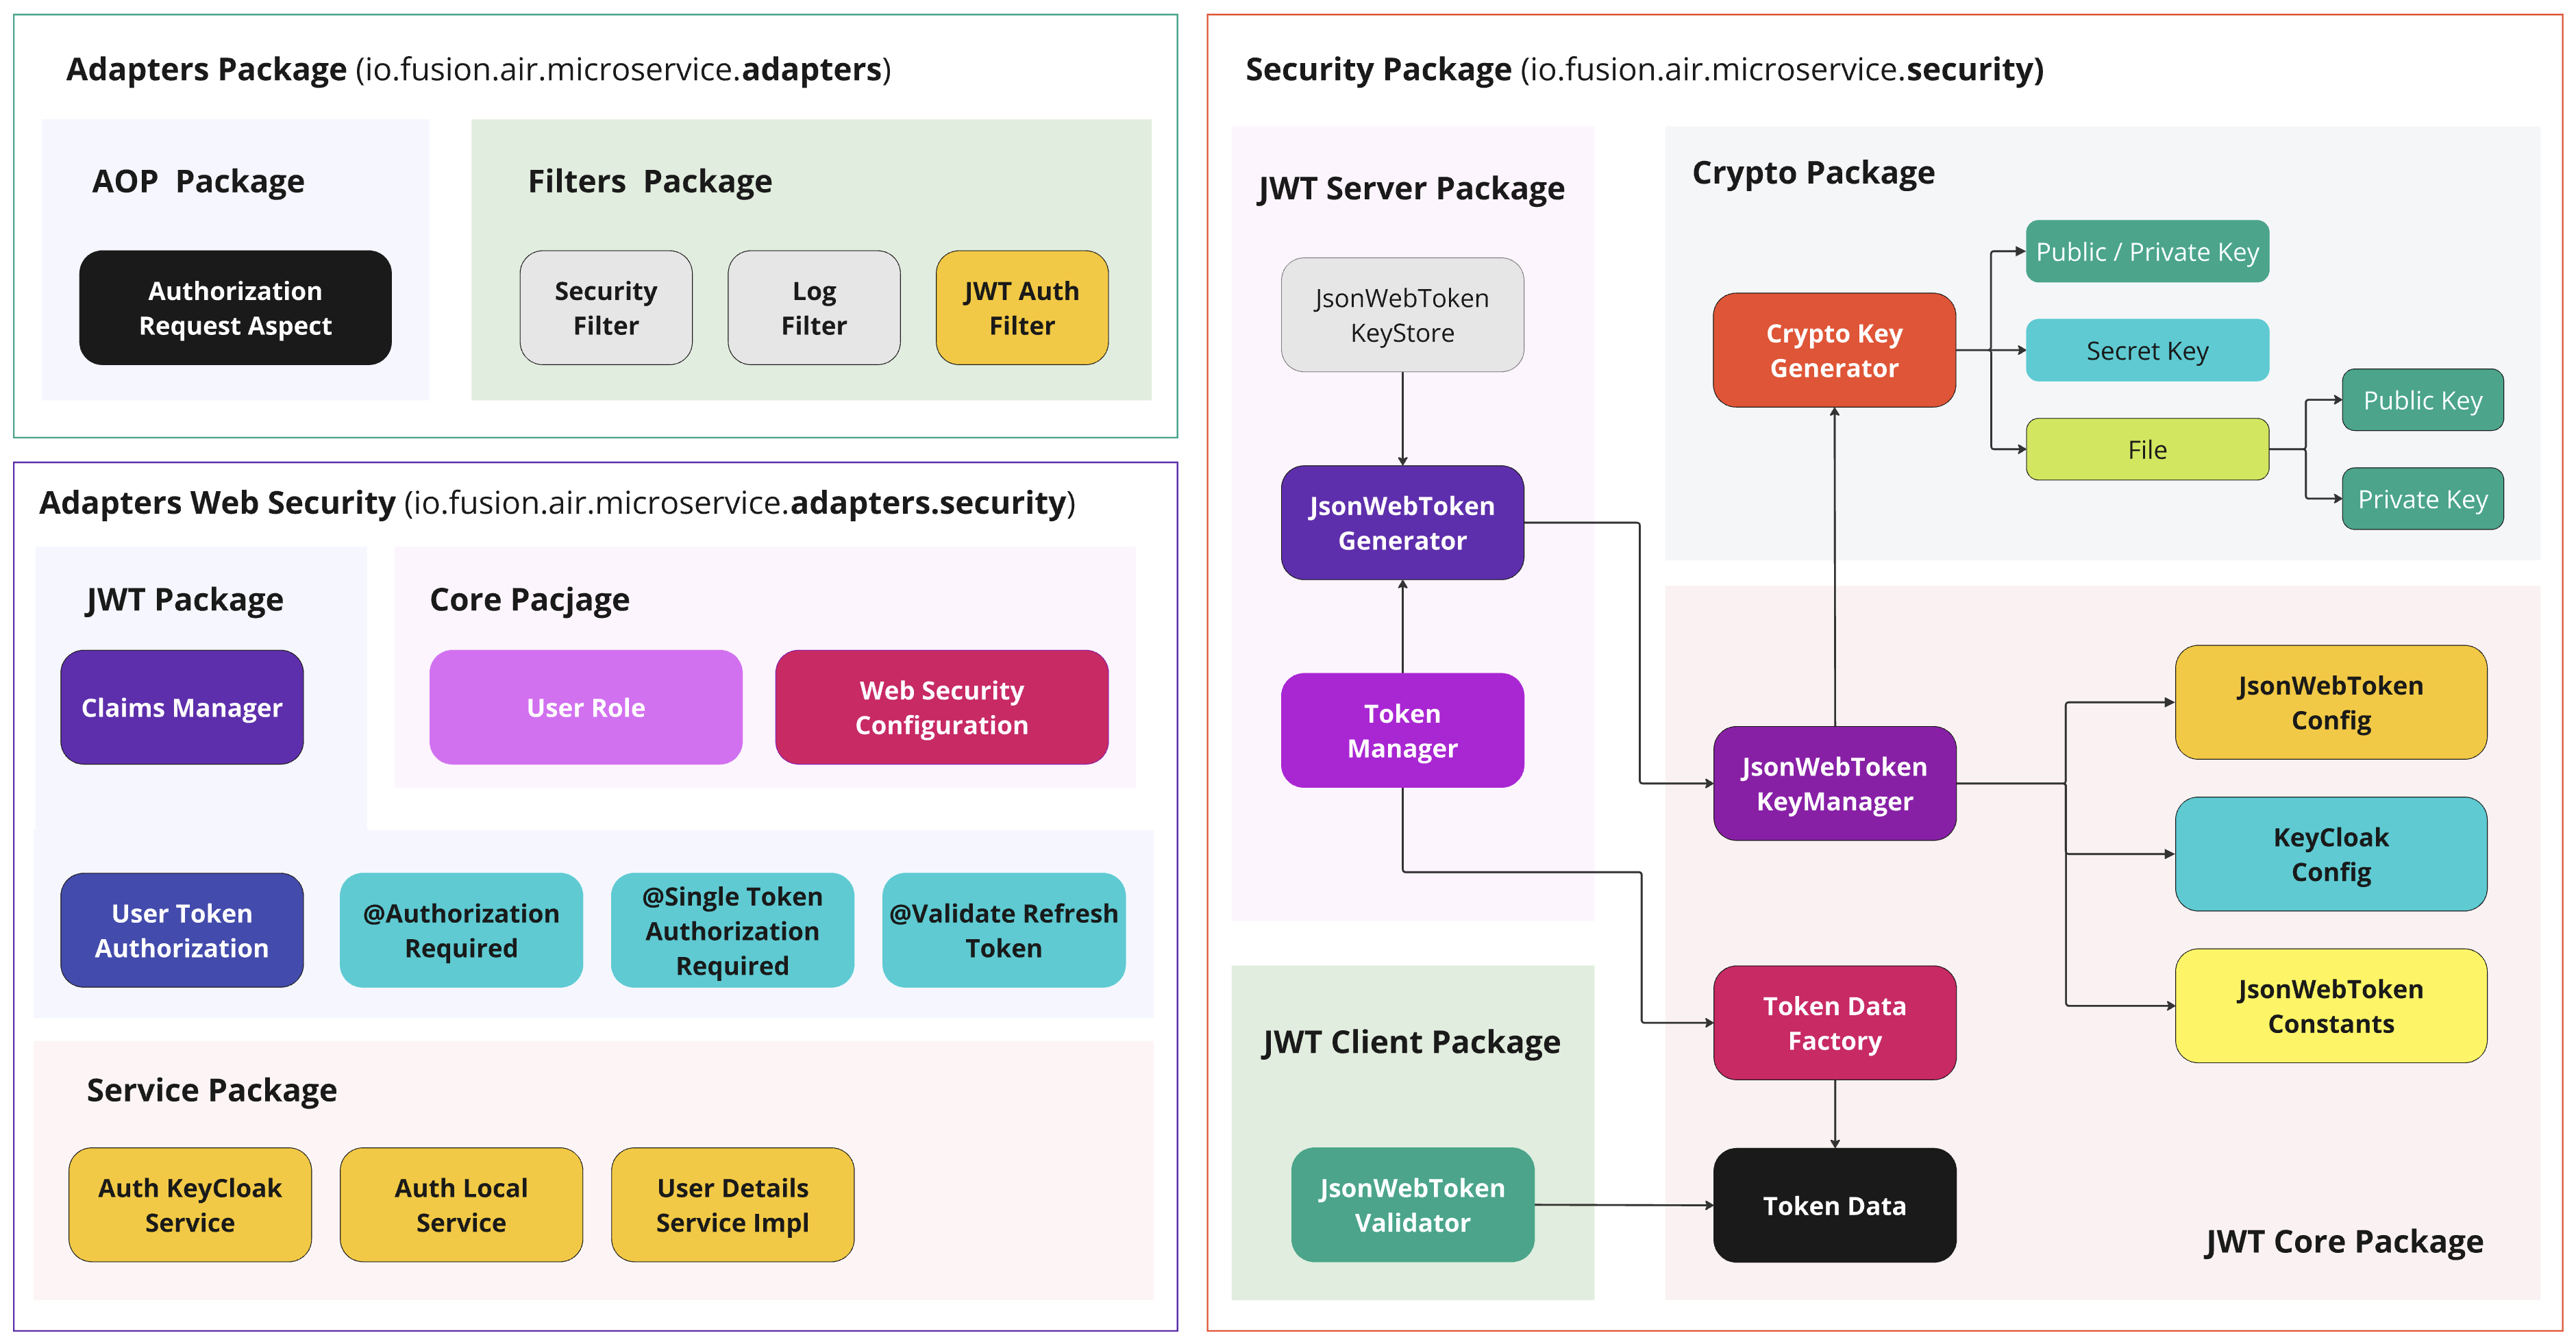 Adapters Package (io.fusion.air.microservice.adapters)
AOP  Package
Authorization
Request Aspect
Filters  Package
Security
Filter
Log
Filter
JWT Auth
Filter
Adapters Web Security (io.fusion.air.microservice.adapters.security)
JWT Package
Claims Manager
Core Pacjage
User Role
Web Security
Configuration
User Token
Authorization
@Authorization
Required
@Single Token
Authorization
Required
@Validate Refresh
Token
Service Package
Auth KeyCloak
Service
Auth Local
Service
User Details
Service Impl
Security Package (io.fusion.air.microservice.security)
JWT Server Package
JsonWebToken
KeyStore
JsonWebToken
Generator
Token
Manager
JWT Client Package
JsonWebToken
Validator
Crypto Package
Crypto Key
Generator
Public / Private Key
Secret Key
File
Public Key
Private Key
JsonWebToken
KeyManager
JsonWebToken
Config
KeyCloak
Config
JsonWebToken
Constants
Token Data
Factory
Token Data
JWT Core Package